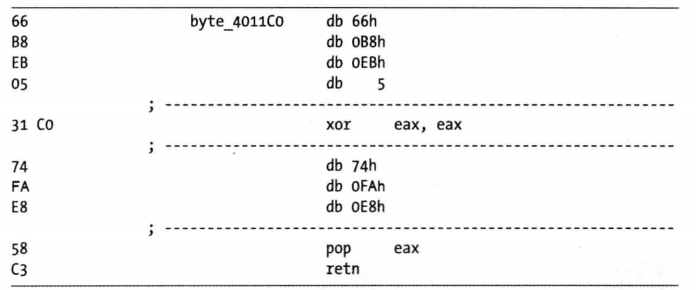 66 byte_4011C0 db 66h
B8 db 0B8h
EB db 0EBh
05 db 5
; ---------------------------------------------------------------
31 C0 xor eax, eax
; ---------------------------------------------------------------
74 db 74h
FA db 0FAh
E8 db 0E8h
; ---------------------------------------------------------------
58 pop eax
C3 retn